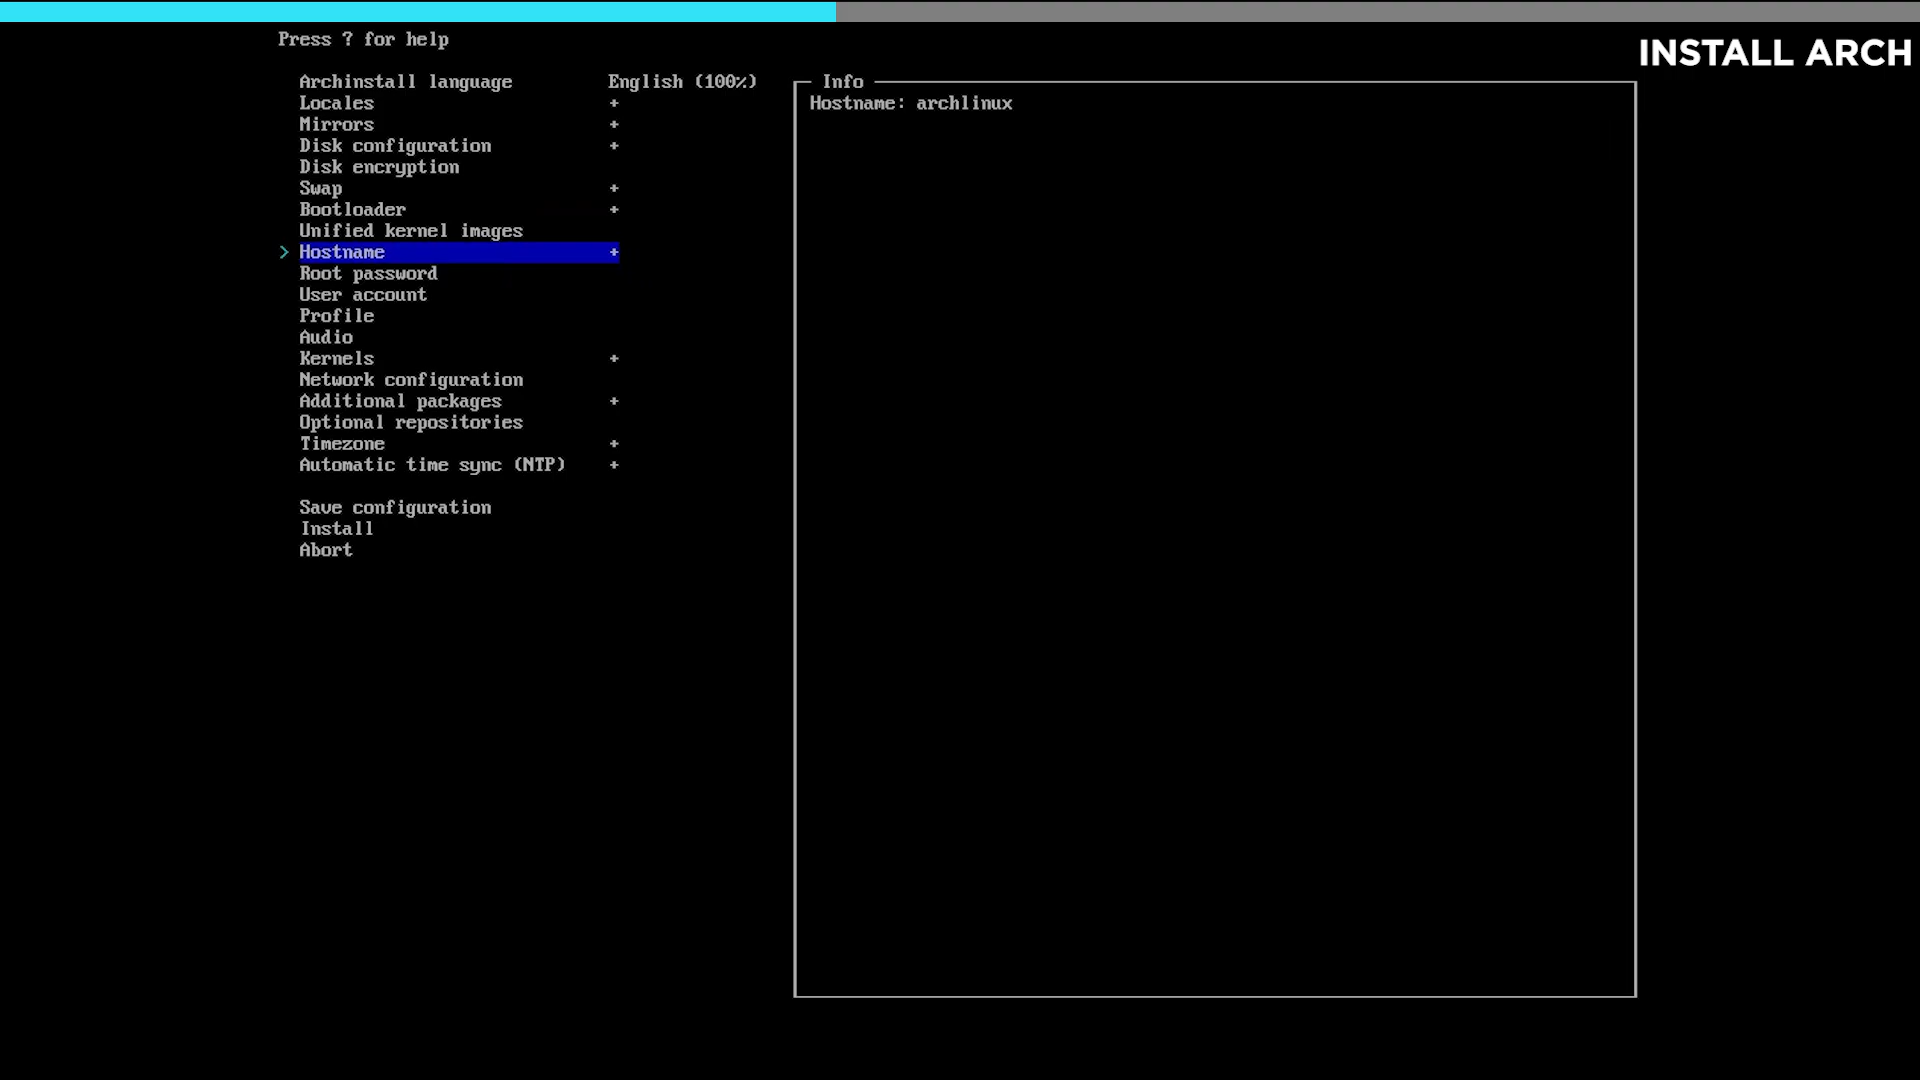 Press ? for help
INSTALL ARCH
Archinstall language English (100%)
Locales +
Mirrors +
Disk configuration +
Disk encryption
Swap +
Bootloader +
Unified kernel images
> Hostname +
Root password
User account
Profile
Audio
Kernels +
Network configuration
Additional packages +
Optional repositories
Timezone +
Automatic time sync (NTP) +
Save configuration
Install
Abort
Info
Hostname: archlinux